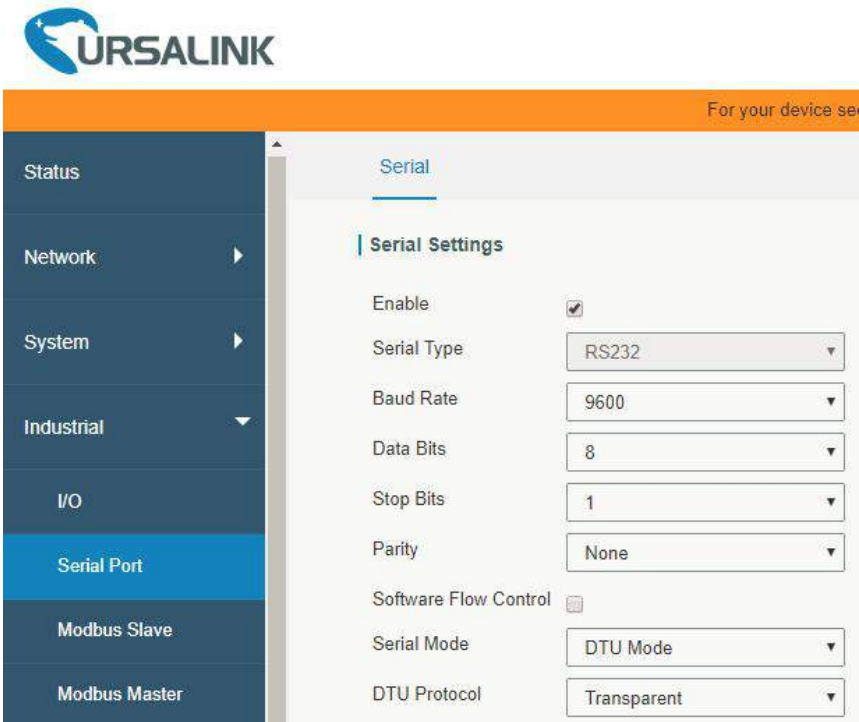 URSALINK
For your device
Status
Serial
Network
Serial Settings
Enable
System
Serial Type RS232
Baud Rate 9600
Industrial
Data Bits 8
I/O
Stop Bits 1
Serial Port
Parity None
Software Flow Control
Modbus Slave
Serial Mode DTU Mode
Modbus Master
DTU Protocol Transparent